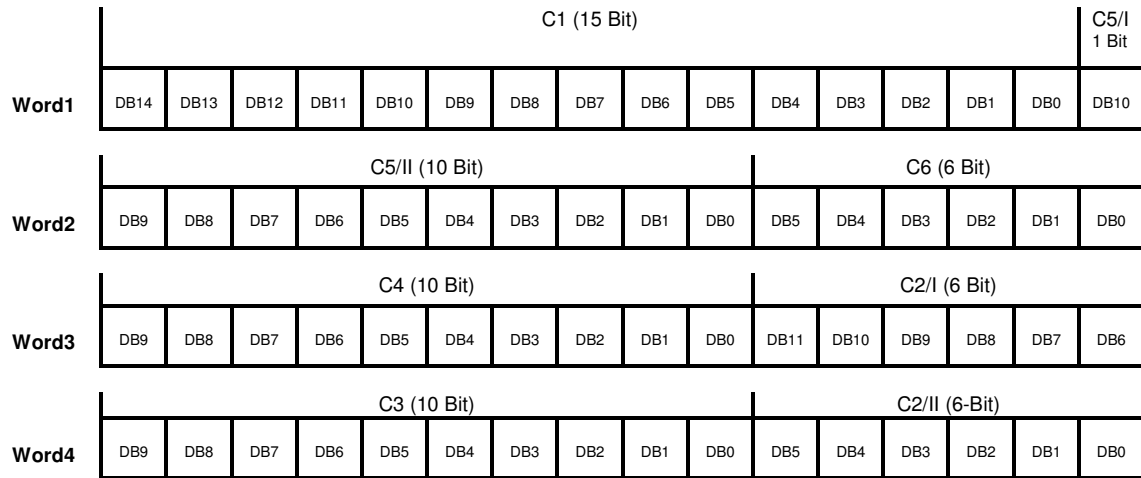 C1 (15 Bit) C5/I
1 Bit
Word1 DB14 DB13 DB12 DB11 DB10 DB9 DB8 DB7 DB6 DB5 DB4 DB3 DB2 DB1 DB0 DB10
C5/II (10 Bit) C6 (6 Bit)
Word2 DB9 DB8 DB7 DB6 DB5 DB4 DB3 DB2 DB1 DB0 DB5 DB4 DB3 DB2 DB1 DB0
C4 (10 Bit) C2/I (6 Bit)
Word3 DB9 DB8 DB7 DB6 DB5 DB4 DB3 DB2 DB1 DB0 DB11 DB10 DB9 DB8 DB7 DB6
C3 (10 Bit) C2/II (6-Bit)
Word4 DB9 DB8 DB7 DB6 DB5 DB4 DB3 DB2 DB1 DB0 DB5 DB4 DB3 DB2 DB1 DB0